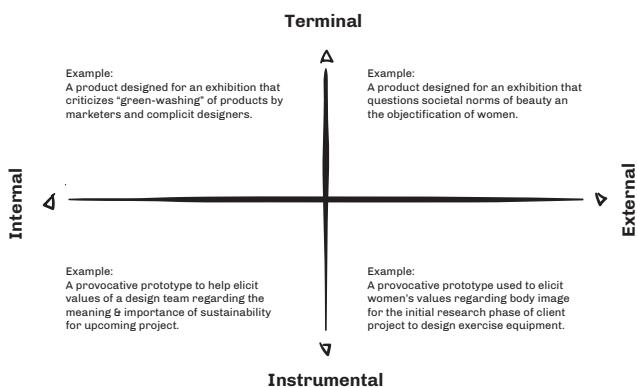 Terminal
Example:
A product designed for an exhibition that
criticizes “green-washing” of products by
marketers and complicit designers.
Example:
A product designed for an exhibition that
questions societal norms of beauty an
the objectification of women.
Internal
External
Example:
A provocative prototype to help elicit
values of a design team regarding the
meaning & importance of sustainability
for upcoming project.
Example:
A provocative prototype used to elicit
women's values regarding body image
for the initial research phase of client
project to design exercise equipment.
Instrumental